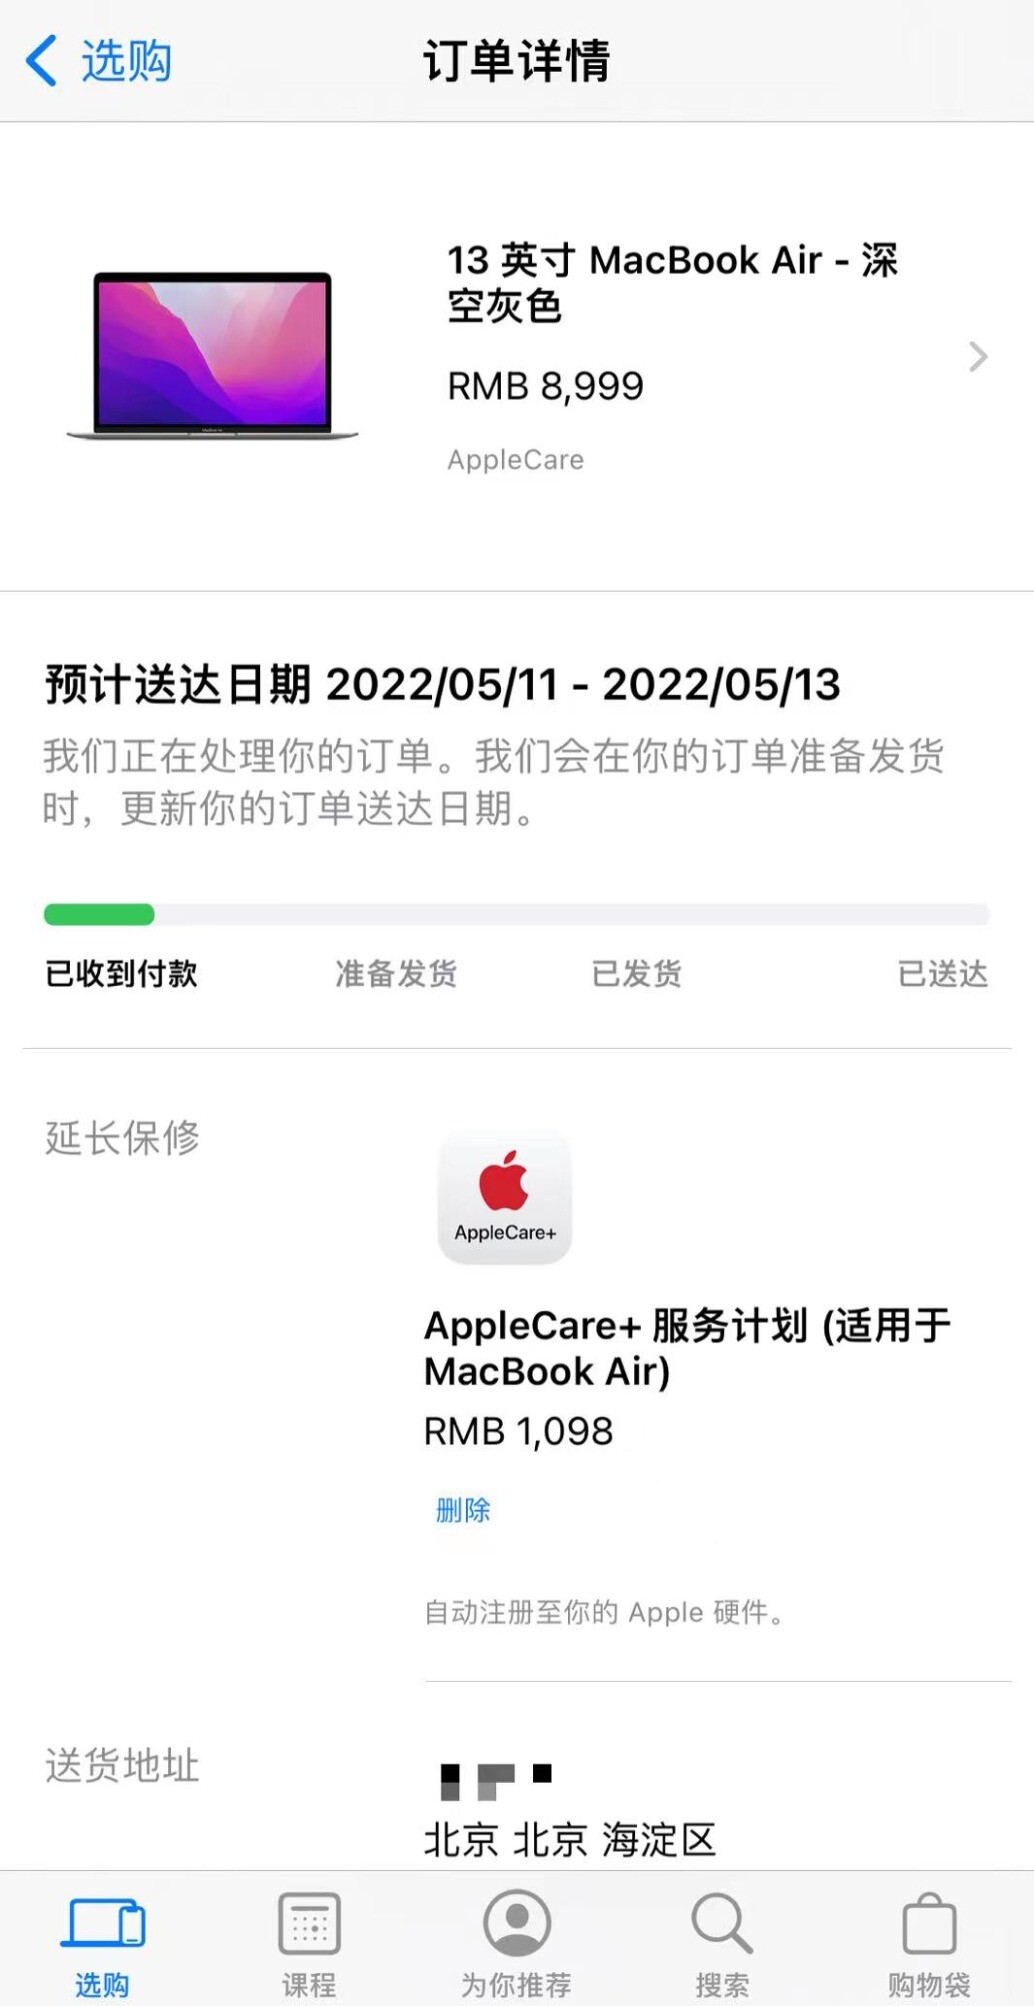 选购
订单详情
13 英寸 MacBook Air - 深
空灰色
RMB 8,999
AppleCare
预计送达日期 2022/05/11 - 2022/05/13
我们正在处理你的订单。我们会在你的订单准备发货
时，更新你的订单送达日期。
已收到付款 准备发货 已发货 已送达
延长保修
AppleCare+
AppleCare+ 服务计划 (适用于
MacBook Air)
RMB 1,098
删除
自动注册至你的 Apple 硬件。
送货地址
北京 北京 海淀区
选购 课程 为你推荐 搜索 购物袋